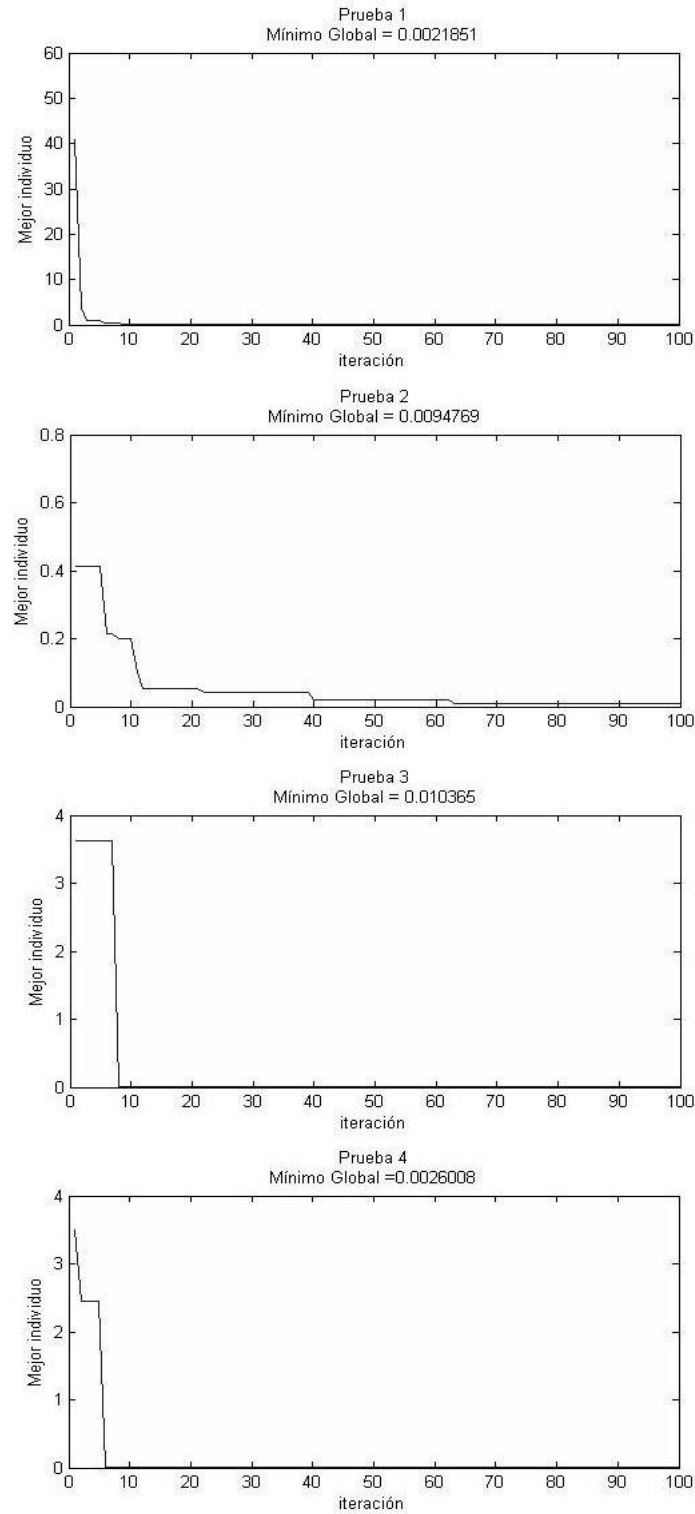 Prueba 1
Mínimo Global = 0.0021851
60
50
40
30
20
10
0
Mejor individuo
0 10 20 30 40 50 60 70 80 90 100
iteración
Prueba 2
Mínimo Global = 0.0094769
0.8
0.6
0.4
0.2
0
Mejor individuo
0 10 20 30 40 50 60 70 80 90 100
iteración
Prueba 3
Mínimo Global = 0.010365
4
3
2
1
0
Mejor individuo
0 10 20 30 40 50 60 70 80 90 100
iteración
Prueba 4
Mínimo Global =0.0026008
4
3
2
1
0
Mejor individuo
0 10 20 30 40 50 60 70 80 90 100
iteración